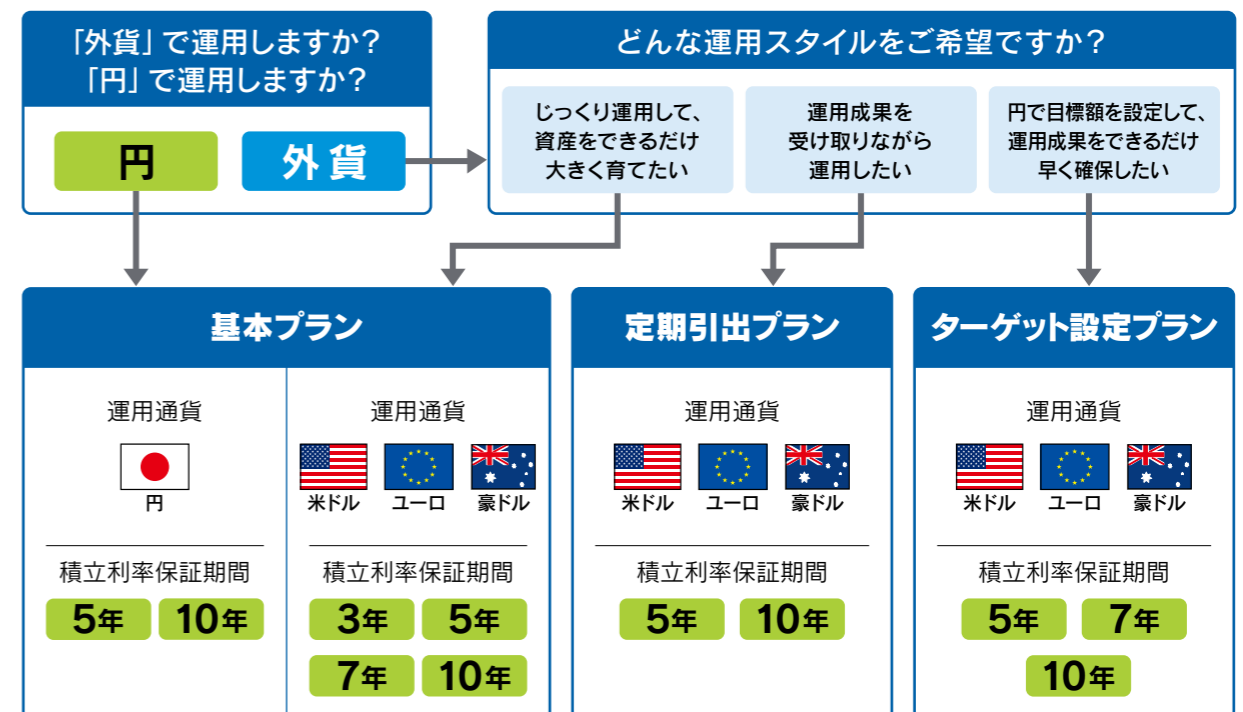 「外貨」で運用しますか?
「円」で運用しますか?
円
外貨
どんな運用スタイルをご希望ですか?
じっくり運用して、
資産をできるだけ
大きく育てたい
運用成果を
受け取りながら
運用したい
円で目標額を設定して、
運用成果をできるだけ
早く確保したい
基本プラン
運用通貨
円
積立利率保証期間
5年 10年
運用通貨
米ドル ユーロ 豪ドル
積立利率保証期間
3年 5年
7年 10年
定期引出プラン
運用通貨
米ドル ユーロ 豪ドル
積立利率保証期間
5年 10年
ターゲット設定プラン
運用通貨
米ドル ユーロ 豪ドル
積立利率保証期間
5年 7年
10年